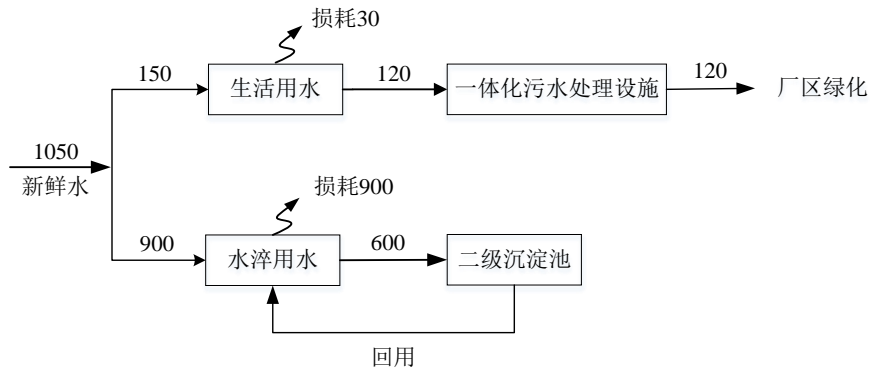 损耗30
150
生活用水
120
一体化污水处理设施
120
厂区绿化
1050
新鲜水
损耗900
900
水淬用水
600
二级沉淀池
回用